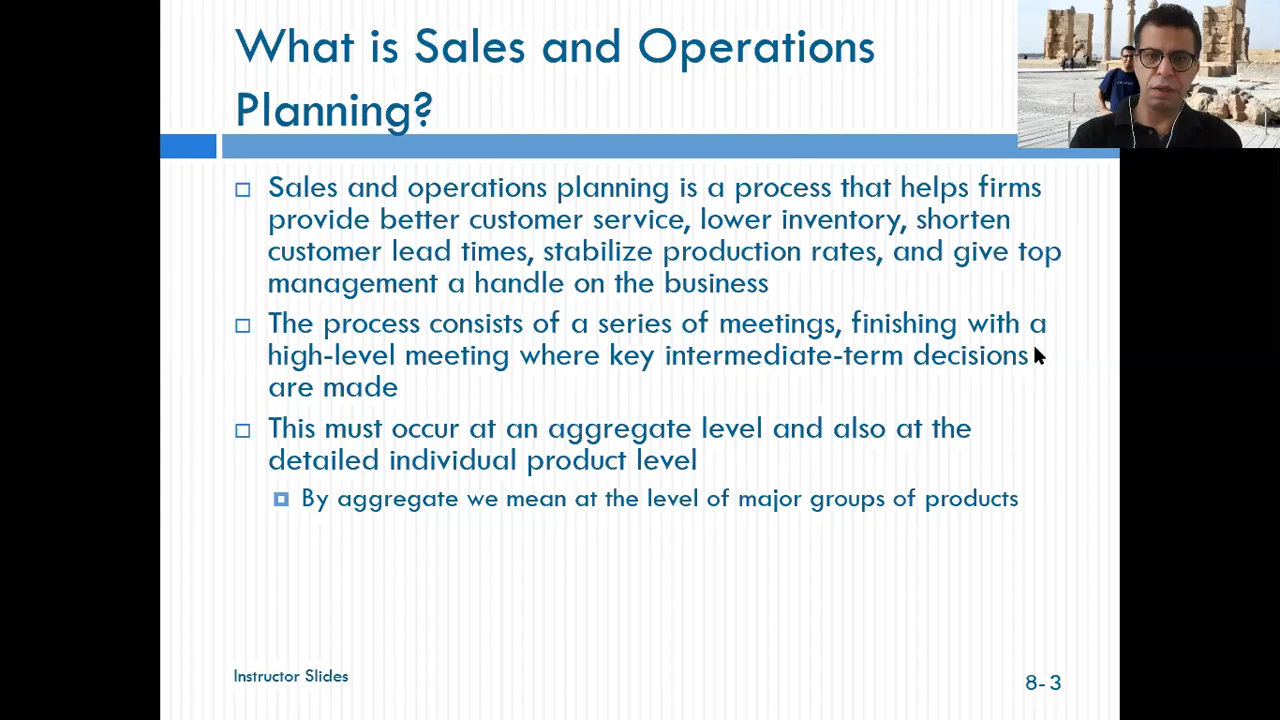 What is Sales and Operations
Planning?
Sales and operations planning is a process that helps firms
provide better customer service, lower inventory, shorten
customer lead times, stabilize production rates, and give top
management a handle on the business
The process consists of a series of meetings, finishing with a
high-level meeting where key intermediate-term decisions
are made
This must occur at an aggregate level and also at the
detailed individual product level
By aggregate we mean at the level of major groups of products
Instructor Slides
8-3